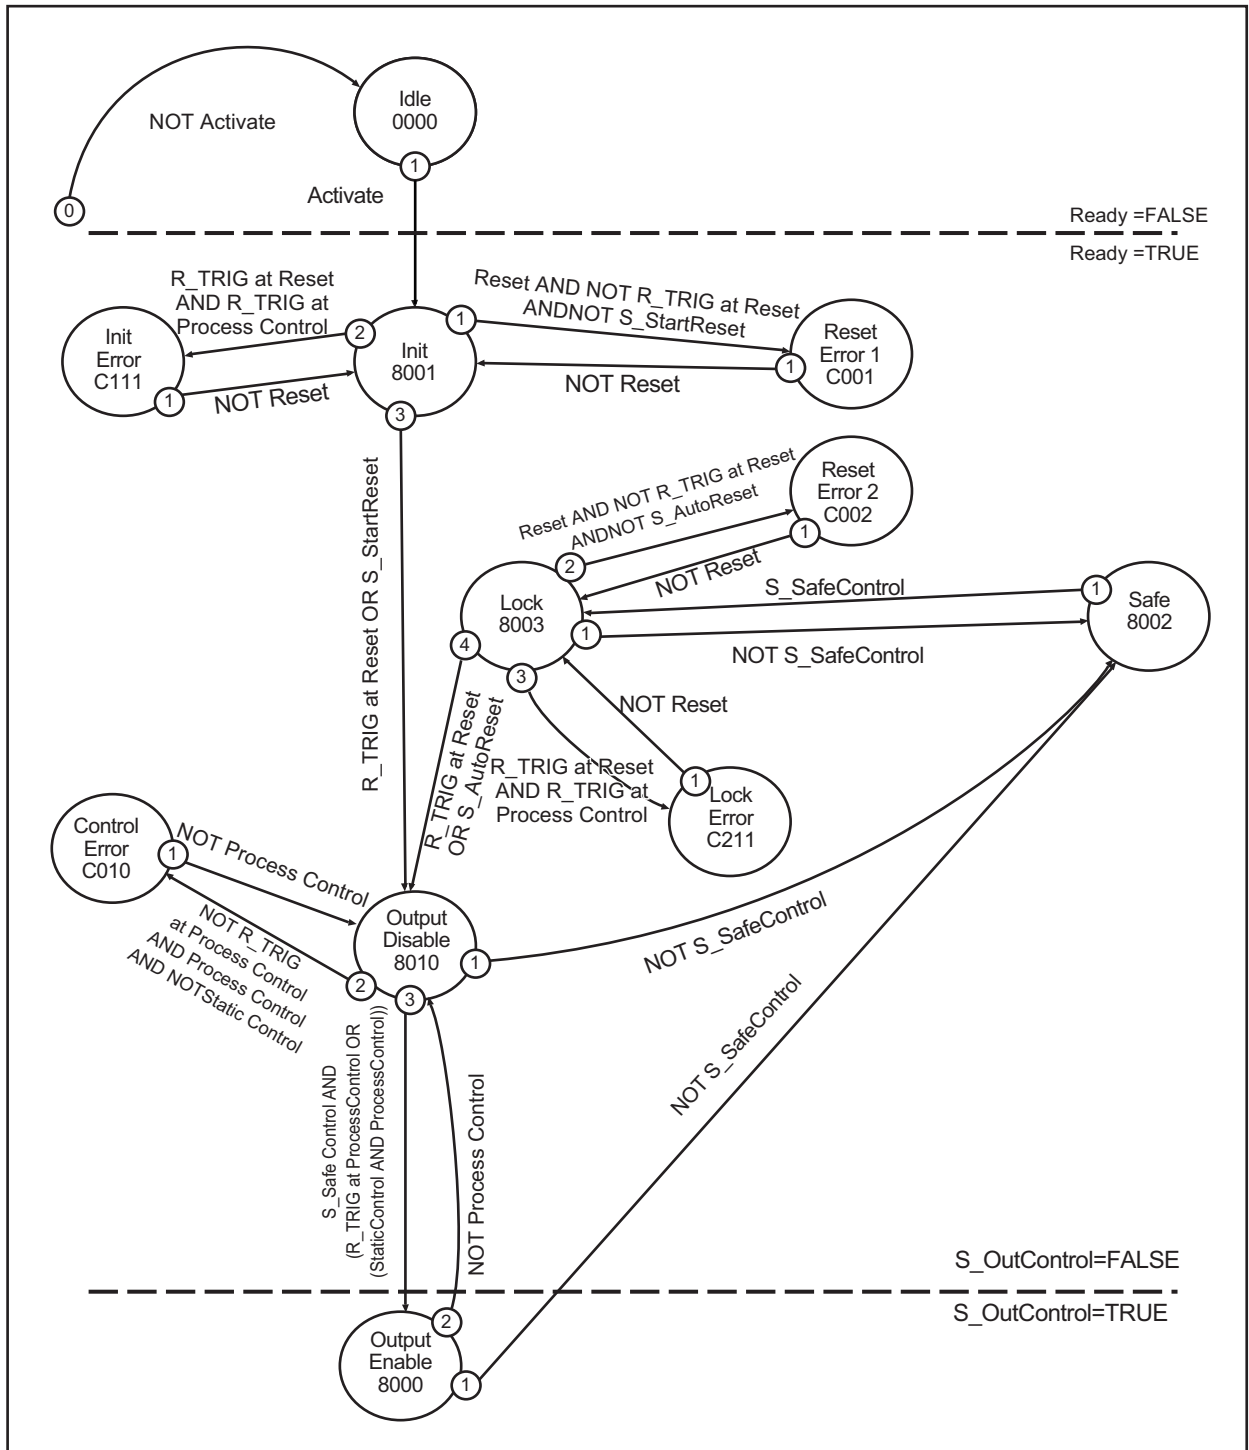 Idle
0000
1
NOT Activate
Activate
0
Ready =FALSE
Ready =TRUE
R_TRIG at Reset
AND R_TRIG at
Process Control
Reset AND NOT R_TRIG at Reset
ANDNOT S_StartReset
Init
Error
C111
1
2
1
Init
8001
3
NOT Reset
NOT Reset
Reset
Error 1
C001
1
R_TRIG at Reset OR S_StartReset
Reset AND NOT R_TRIG at Reset
ANDNOT S_AutoReset
Reset
Error 2
C002
1
NOT Reset
Lock
8003
2
1
4
3
S_SafeControl
NOT S_SafeControl
1
Safe
8002
NOT Reset
R_TRIG at Reset
OR S_AutoReset
R_TRIG at Reset
AND R_TRIG at
Process Control
1
Lock
Error
C211
Control
Error
C010
1
NOT Process Control
NOT R_TRIG
at Process Control
AND Process Control
AND NOTStatic Control
Output
Disable
8010
1
2
3
NOT S_SafeControl
NOT S_SafeControl
S_Safe Control AND
(R_TRIG at ProcessControl OR
(StaticControl AND ProcessControl))
NOT Process Control
S_OutControl=FALSE
S_OutControl=TRUE
Output
Enable
8000
2
1